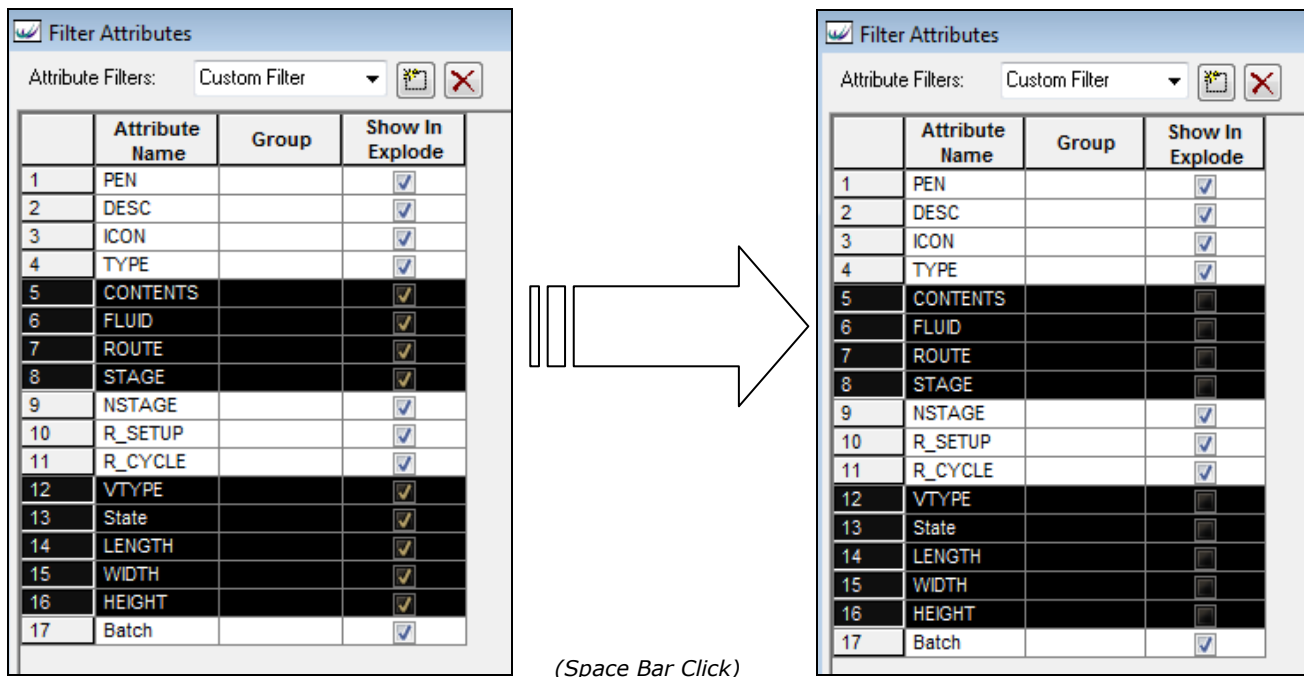 Filter Attributes
Attribute Filters: Custom Filter
Attribute Name Group Show In Explode
1 PEN
2 DESC
3 ICON
4 TYPE
5 CONTENTS
6 FLUID
7 ROUTE
8 STAGE
9 NSTAGE
10 R_SETUP
11 R_CYCLE
12 VTYPE
13 State
14 LENGTH
15 WIDTH
16 HEIGHT
17 Batch
(Space Bar Click)
Filter Attributes
Attribute Filters: Custom Filter
Attribute Name Group Show In Explode
1 PEN
2 DESC
3 ICON
4 TYPE
5 CONTENTS
6 FLUID
7 ROUTE
8 STAGE
9 NSTAGE
10 R_SETUP
11 R_CYCLE
12 VTYPE
13 State
14 LENGTH
15 WIDTH
16 HEIGHT
17 Batch